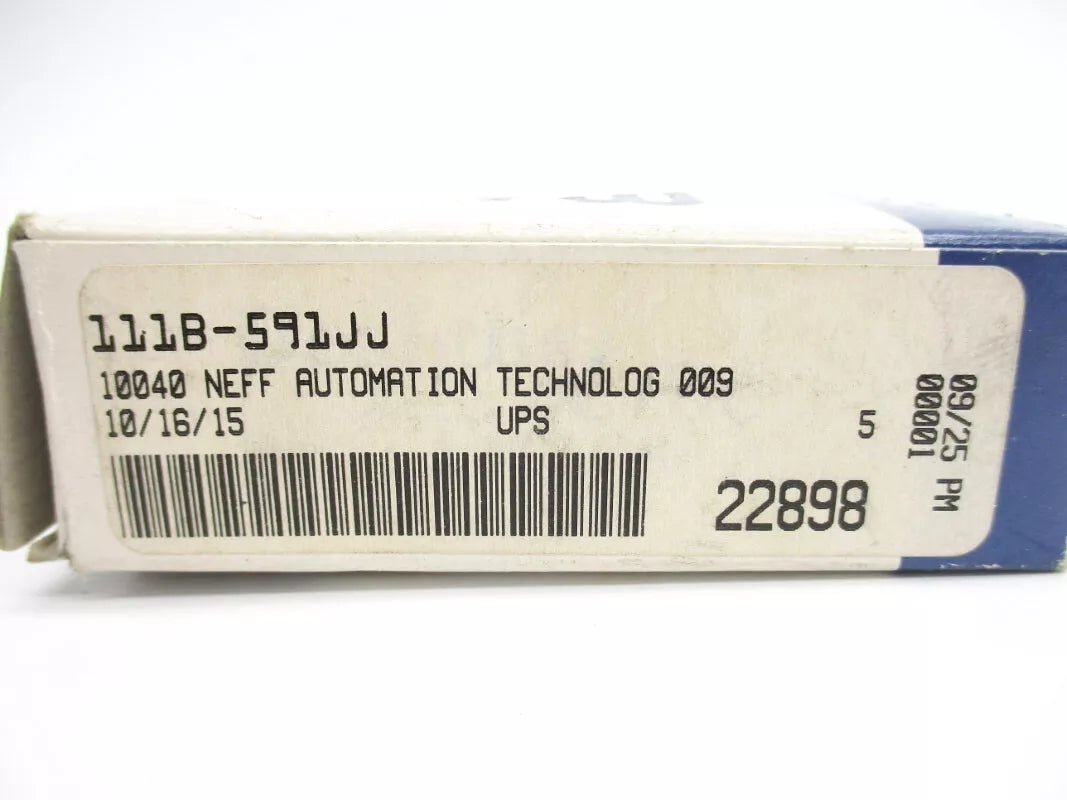 111B-591JJ
10040 NEFF AUTOMATION TECHNOLOG 009
10/16/15 UPS 5
22898
09/25 PM
00001